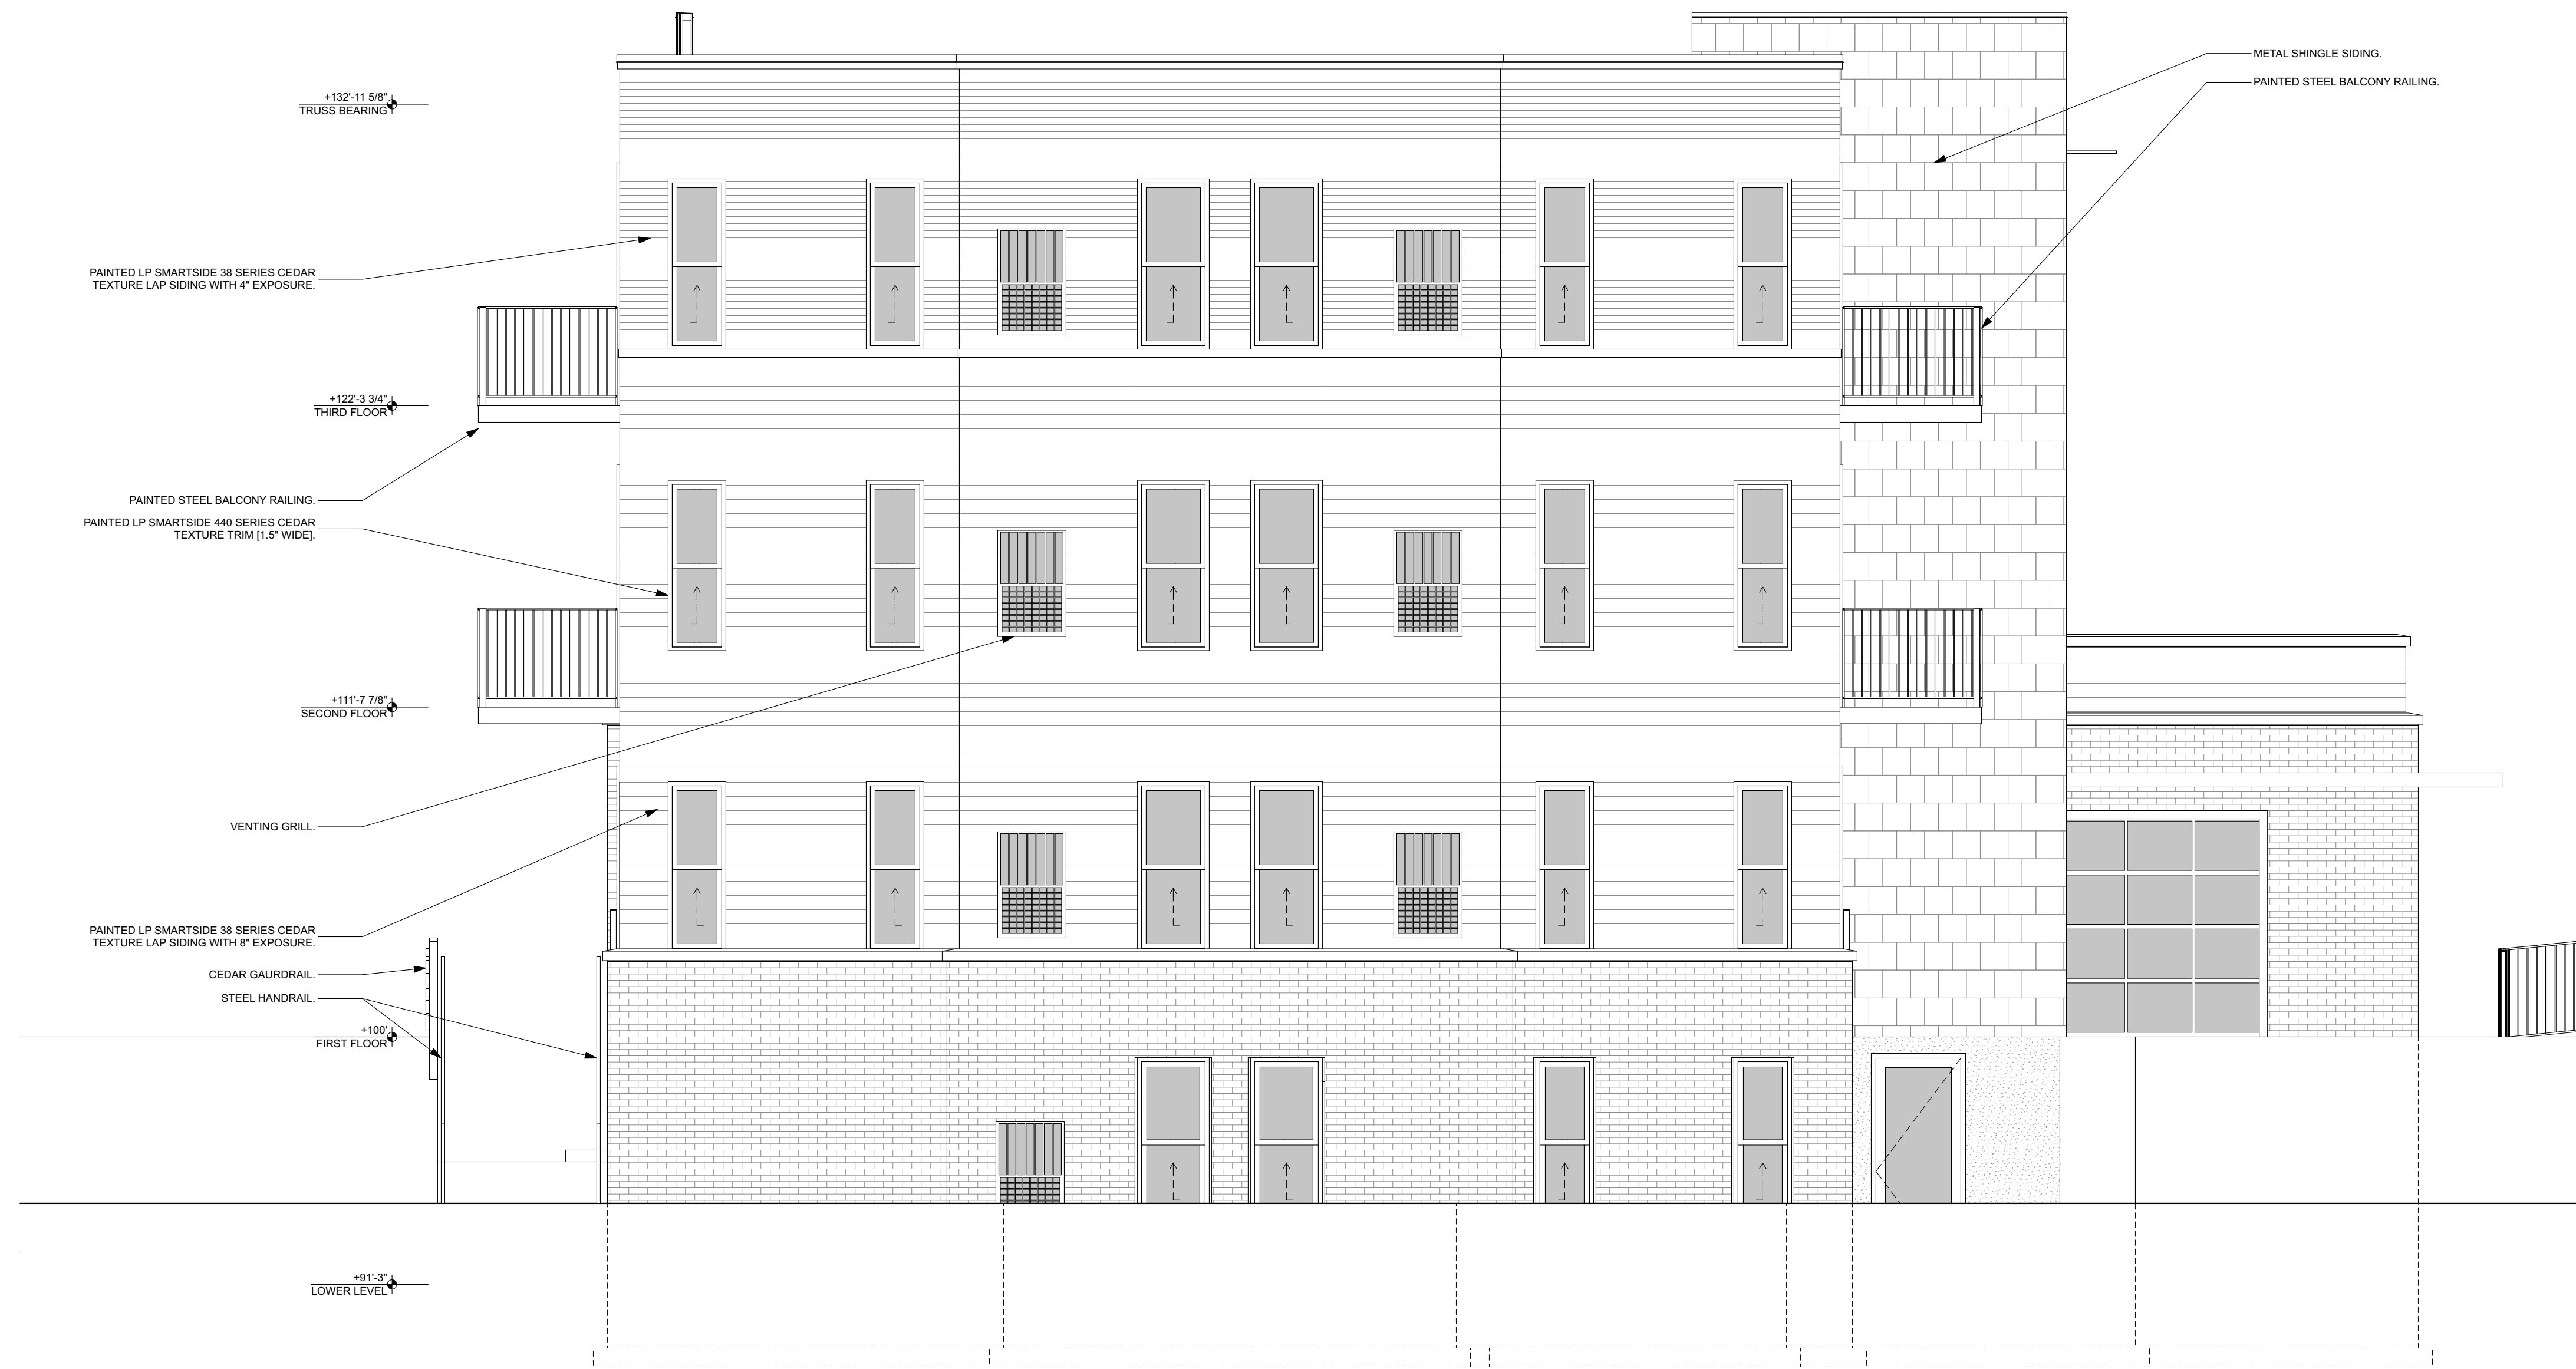 METAL SHINGLE SIDING.
PAINTED STEEL BALCONY RAILING.
+132'-11 5/8"
TRUSS BEARING
PAINTED LP SMARTSIDE 38 SERIES CEDAR
TEXTURE LAP SIDING WITH 4" EXPOSURE.
+122'-3 3/4"
THIRD FLOOR
PAINTED STEEL BALCONY RAILING.
PAINTED LP SMARTSIDE 440 SERIES CEDAR
TEXTURE TRIM [1.5" WIDE].
+111'-7 7/8"
SECOND FLOOR
VENTING GRILL.
PAINTED LP SMARTSIDE 38 SERIES CEDAR
TEXTURE LAP SIDING WITH 8" EXPOSURE.
CEDAR GAURDRAIL.
STEEL HANDRAIL.
+100'
FIRST FLOOR
+91'-3"
LOWER LEVEL